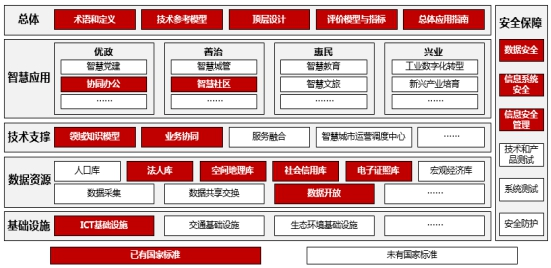 总体
术语和定义
技术参考模型
顶层设计
评价模型与指标
总体应用指南
智慧应用
优政
善治
惠民
兴业
智慧党建
智慧城管
智慧教育
工业数字化转型
协同办公
智慧社区
智慧文旅
新兴产业培育
……
……
……
……
技术支撑
领域知识模型
业务协同
服务融合
智慧城市运营调度中心
……
数据资源
人口库
法人库
空间地理库
社会信用库
电子证照库
宏观经济库
数据采集
数据共享交换
数据开放
……
基础设施
ICT基础设施
交通基础设施
生态环境基础设施
……
安全保障
数据安全
信息系统
安全
信息安全
管理
技术和产
品测试
系统测试
安全防护
已有国家标准
未有国家标准